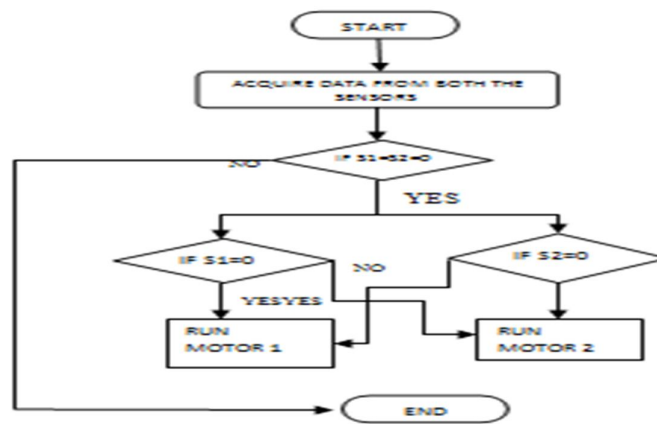 START
ACQUIRE DATA FROM BOTH THE
SENSORS
IF S1=S2=0
NO
YES
IF S1=0
NO
IF S2=0
YESYES
RUN
MOTOR 1
RUN
MOTOR 2
END